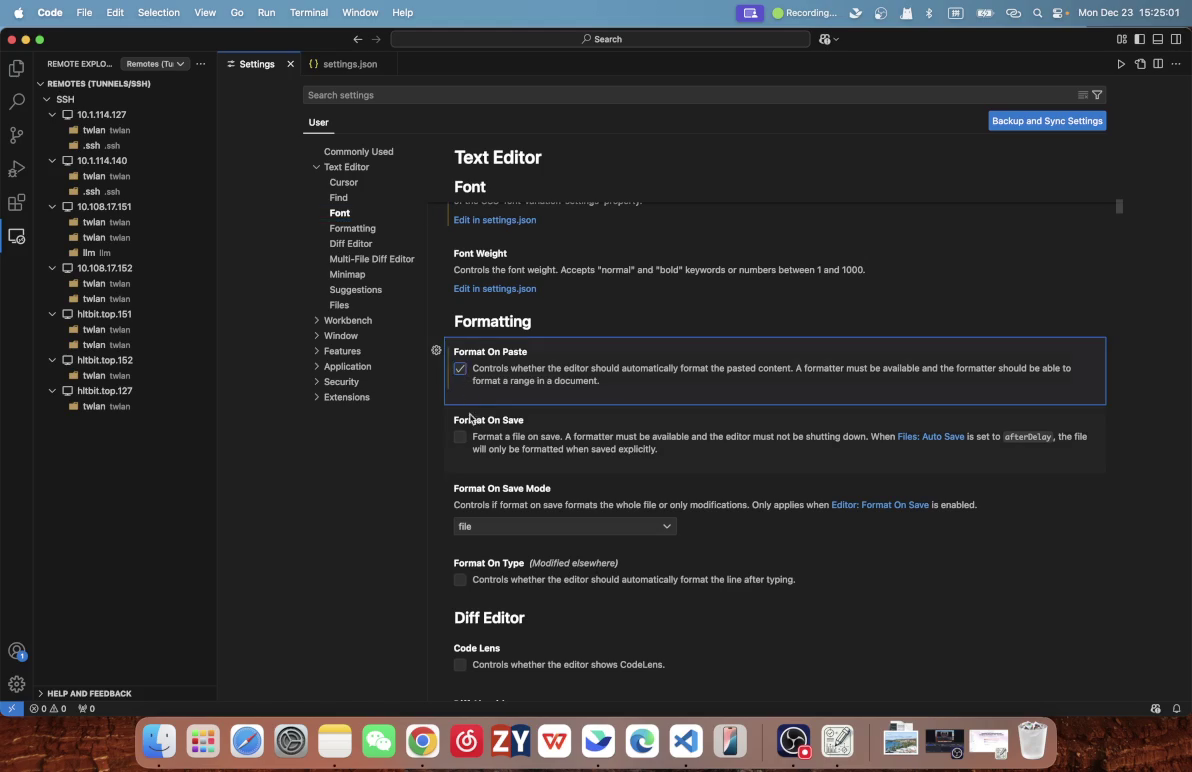 Code File Edit Selection View Go Run Terminal Window Help
Recording...
Mon Dec 23 15:25:01
Search
REMOTE EXPLO...
Remotes (Tu
Settings
settings.json
REMOTES (TUNNELS/SSH)
SSH
10.1.114.127
twlan twlan
.ssh .ssh
10.1.114.140
twlan twlan
.ssh .ssh
10.108.17.151
twlan twlan
twlan twlan
llm llm
10.108.17.152
twlan twlan
twlan twlan
hltbit.top.151
twlan twlan
twlan twlan
hltbit.top.152
twlan twlan
hltbit.top.127
twlan twlan
HELP AND FEEDBACK
Search settings
User
Backup and Sync Settings
Commonly Used
Text Editor
Cursor
Find
Font
Formatting
Diff Editor
Multi-File Diff Editor
Minimap
Suggestions
Files
Workbench
Window
Features
Application
Security
Extensions
Text Editor
Font
Edit in settings.json
Font Weight
Controls the font weight. Accepts "normal" and "bold" keywords or numbers between 1 and 1000.
Edit in settings.json
Formatting
Format On Paste
Controls whether the editor should automatically format the pasted content. A formatter must be available and the formatter should be able to
format a range in a document.
Format On Save
Format a file on save. A formatter must be available and the editor must not be shutting down. When Files: Auto Save is set to afterDelay, the file
will only be formatted when saved explicitly.
Format On Save Mode
Controls if format on save formats the whole file or only modifications. Only applies when Editor: Format On Save is enabled.
file
Format On Type (Modified elsewhere)
Controls whether the editor should automatically format the line after typing.
Diff Editor
Code Lens
Controls whether the editor shows CodeLens.
1
0 0 0
ZY